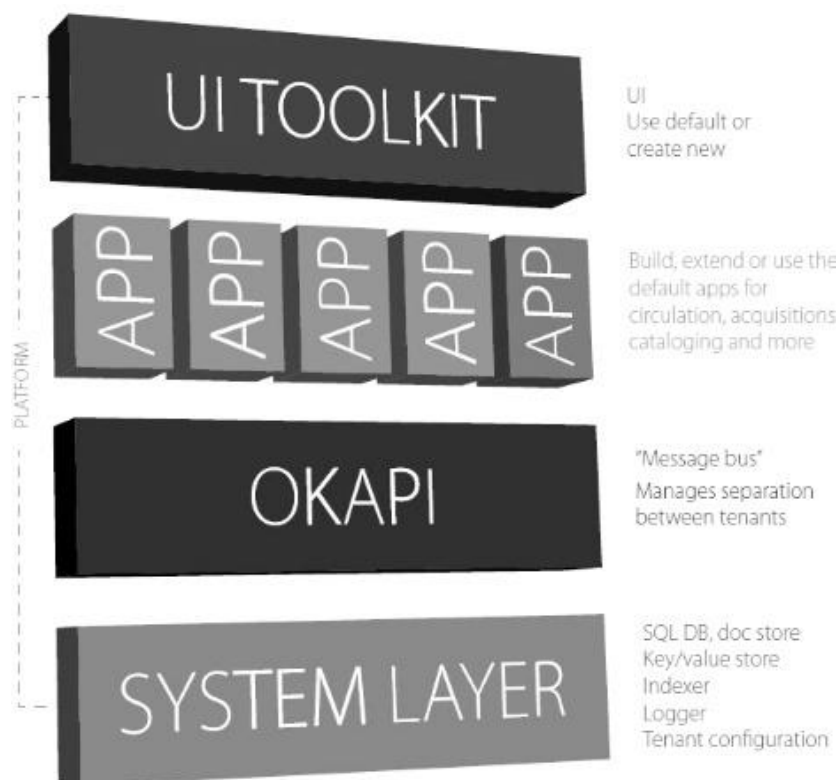 UI TOOLKIT
UI
Use default or
create new
APP
APP
APP
APP
APP
Build, extend or use the
default apps for
circulation, acquisitions
cataloging and more
PLATFORM
OKAPI
"Message bus"
Manages separation
between tenants
SYSTEM LAYER
SQL DB, doc store
Key/value store
Indexer
Logger
Tenant configuration